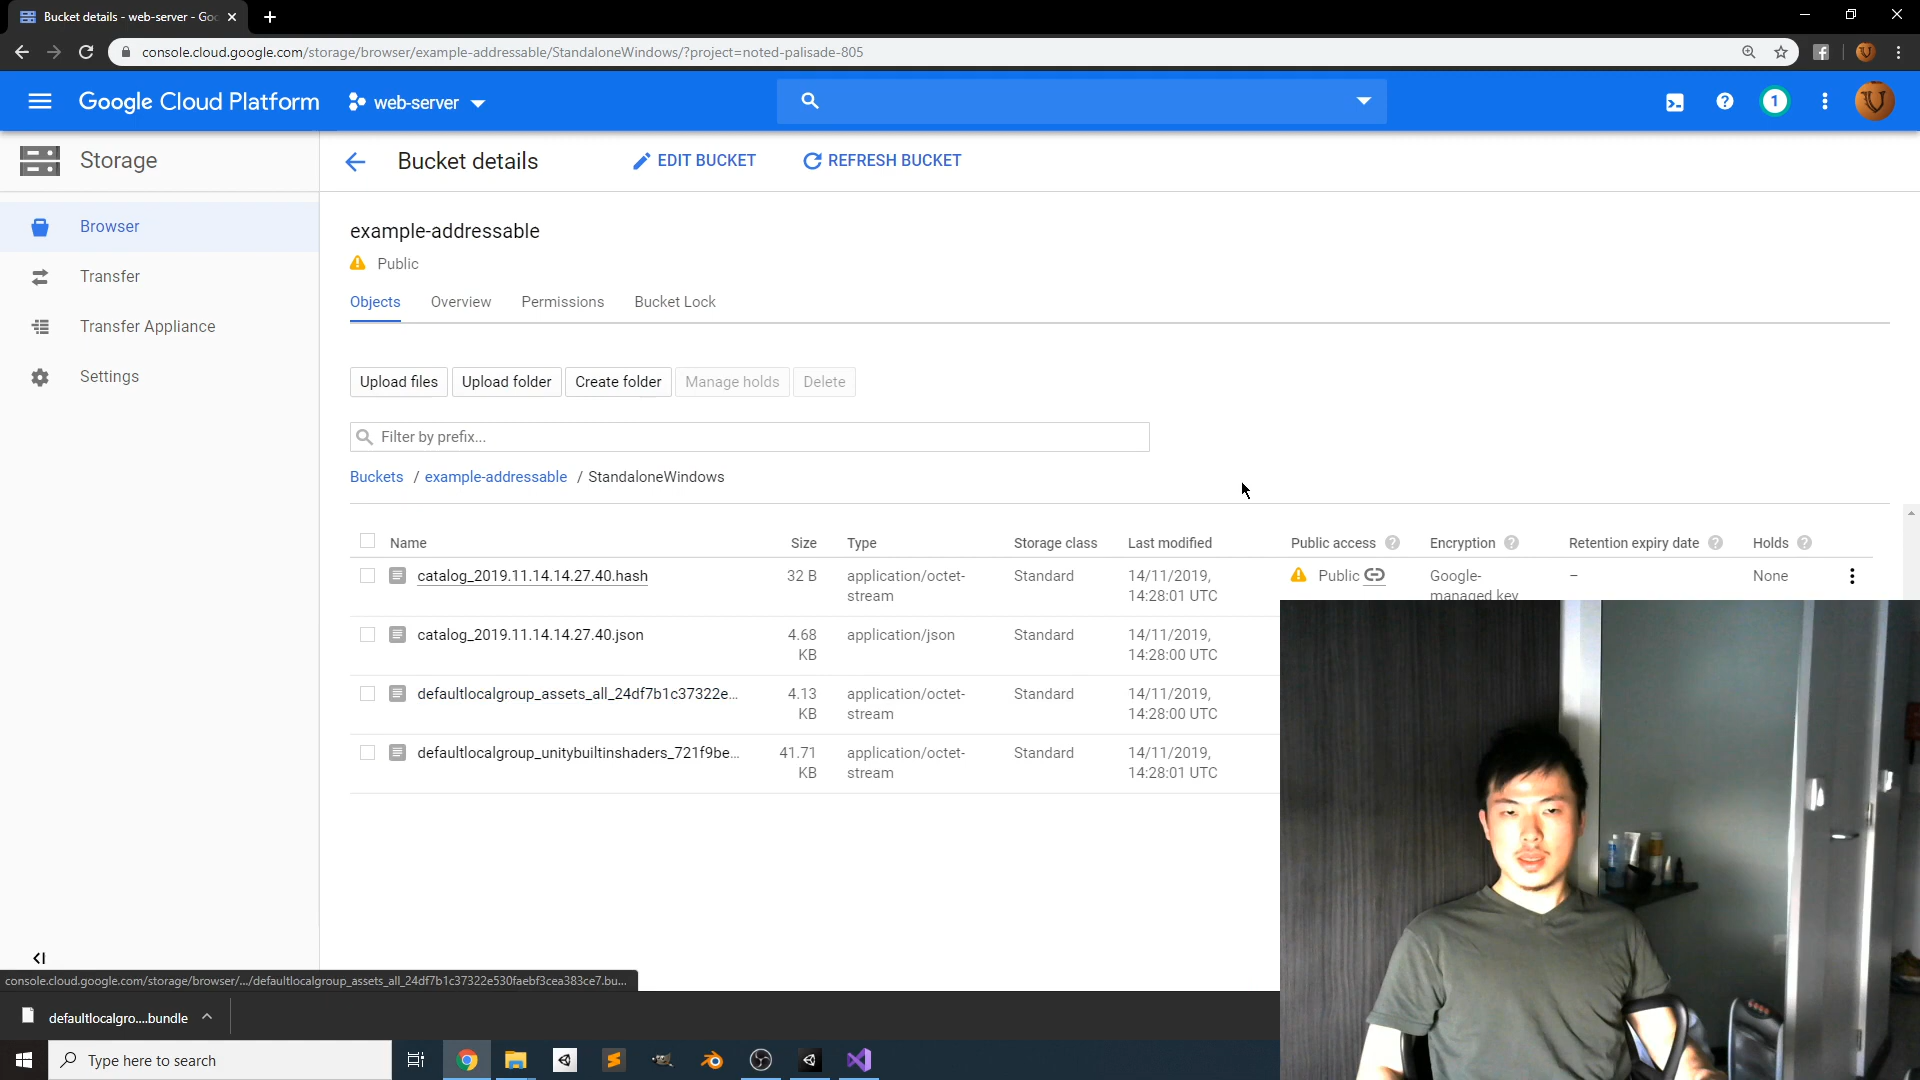 Bucket details - web-server - Goo
console.cloud.google.com/storage/browser/example-addressable/StandaloneWindows/?project=noted-palisade-805
Google Cloud Platform
web-server
1
Storage
Bucket details
EDIT BUCKET
REFRESH BUCKET
Browser
Transfer
Transfer Appliance
Settings
example-addressable
Public
Objects Overview Permissions Bucket Lock
Upload files Upload folder Create folder Manage holds Delete
Filter by prefix...
Buckets / example-addressable / StandaloneWindows
Name Size Type Storage class Last modified Public access Encryption Retention expiry date Holds
catalog_2019.11.14.14.27.40.hash 32 B application/octet-stream Standard 14/11/2019, 14:28:01 UTC Public Google-managed key – None
catalog_2019.11.14.14.27.40.json 4.68 KB application/json Standard 14/11/2019, 14:28:00 UTC
defaultlocalgroup_assets_all_24df7b1c37322e... 4.13 KB application/octet-stream Standard 14/11/2019, 14:28:00 UTC
defaultlocalgroup_unitybuiltinshaders_721f9be... 41.71 KB application/octet-stream Standard 14/11/2019, 14:28:01 UTC
console.cloud.google.com/storage/browser/.../defaultlocalgroup_assets_all_24df7b1c37322e530faebf3cea383ce7.bu...
defaultlocalgro....bundle
Type here to search